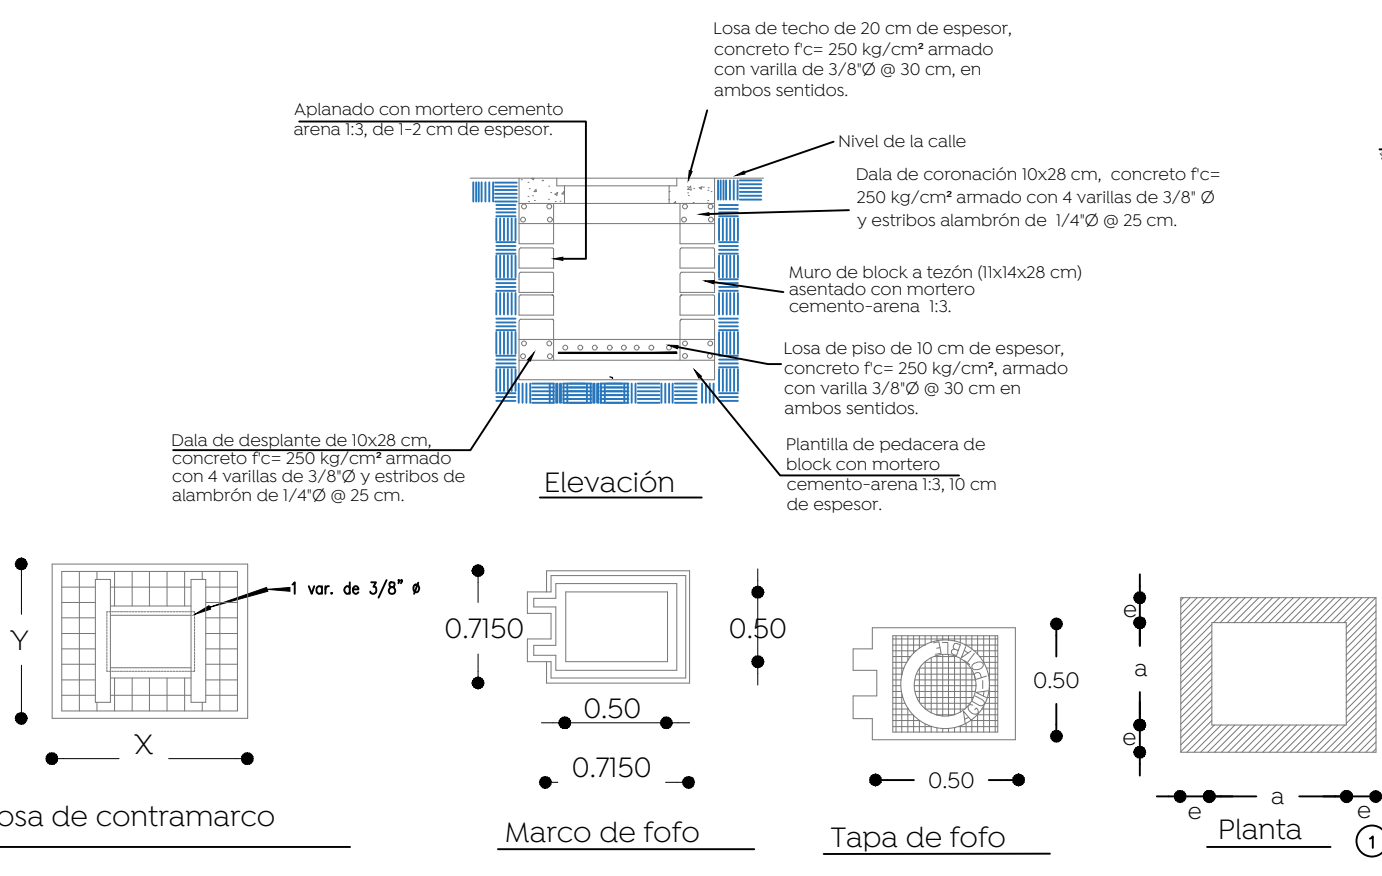 Losa de techo de 20 cm de espesor,
concreto f'c= 250 kg/cm² armado
con varilla de 3/8"Ø @ 30 cm, en
ambos sentidos.
Aplanado con mortero cemento
arena 1:3, de 1-2 cm de espesor.
Nivel de la calle
Dala de coronación 10x28 cm, concreto f'c=
250 kg/cm² armado con 4 varillas de 3/8" Ø
y estribos alambrón de 1/4"Ø @ 25 cm.
Muro de block a tezón (11x14x28 cm)
asentado con mortero
cemento-arena 1:3.
Losa de piso de 10 cm de espesor,
concreto f'c= 250 kg/cm², armado
con varilla 3/8"Ø @ 30 cm en
ambos sentidos.
Dala de desplante de 10x28 cm,
concreto f'c= 250 kg/cm² armado
con 4 varillas de 3/8"Ø y estribos de
alambrón de 1/4"Ø @ 25 cm.
Plantilla de pedacera de
block con mortero
cemento-arena 1:3, 10 cm
de espesor.
Elevación
1 var. de 3/8" ø
Y
X
osa de contramarco
0.7150
0.50
0.50
0.7150
Marco de fofo
AGUA-POTABLE
0.50
0.50
Tapa de fofo
e
a
e
e
a
e
Planta
1